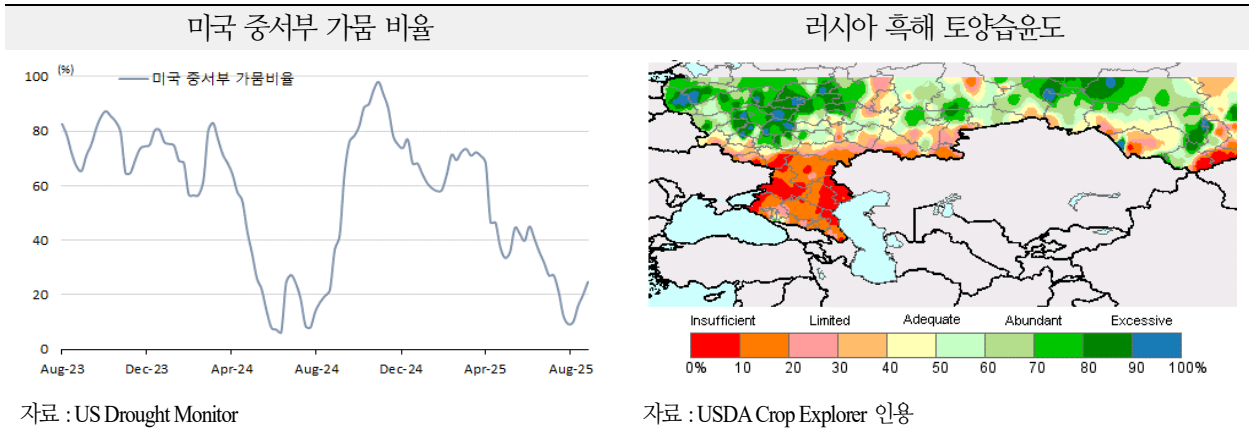 미국 중서부 가뭄 비율
러시아 흑해 토양습윤도
(%)
미국 중서부 가뭄비율
100
80
60
40
20
0
Aug-23 Dec-23 Apr-24 Aug-24 Dec-24 Apr-25 Aug-25
Insufficient Limited Adequate Abundant Excessive
0% 10 20 30 40 50 60 70 80 90 100%
자료 : US Drought Monitor
자료 : USDA Crop Explorer 인용